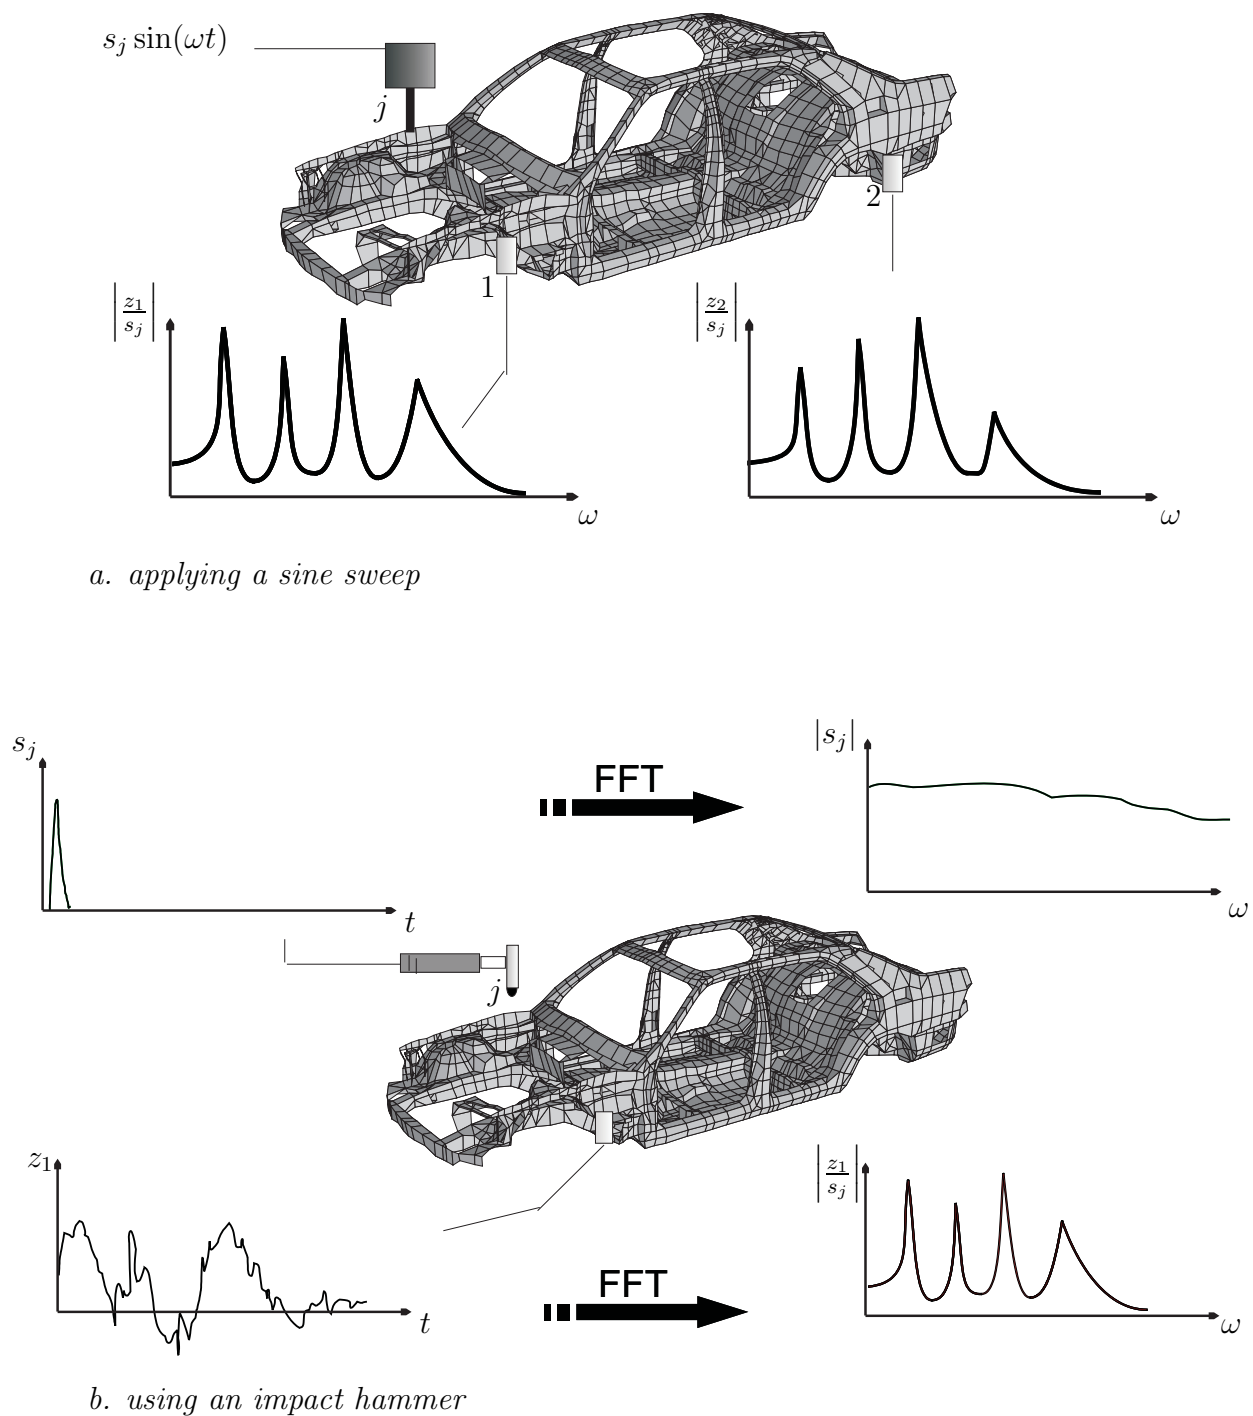 s_j sin(ωt)
j
2
1
|z_1/s_j|
|z_2/s_j|
ω
ω
a. applying a sine sweep
s_j
FFT
|s_j|
t
ω
j
z_1
|z_1/s_j|
FFT
t
ω
b. using an impact hammer